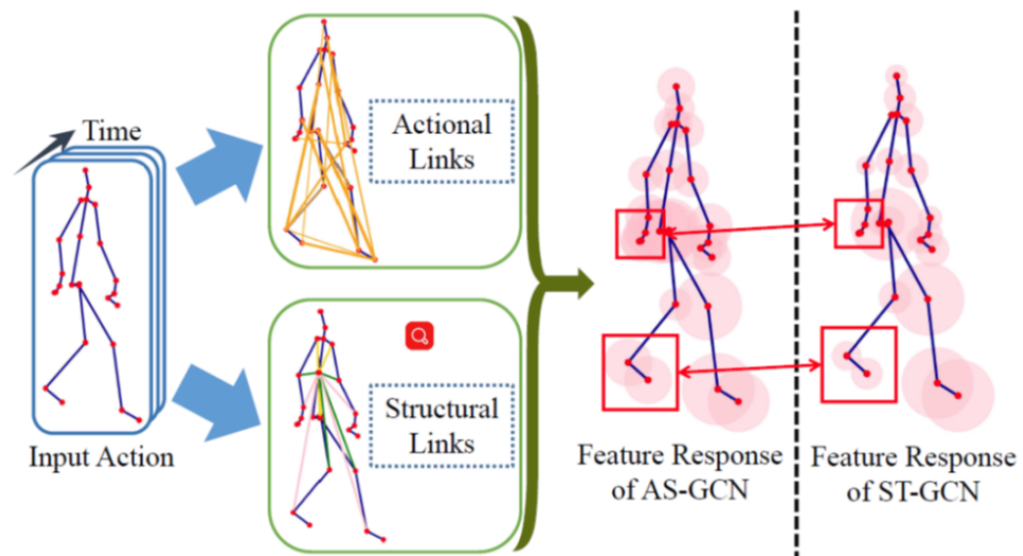 Time
Input Action
Actional
Links
Structural
Links
Feature Response
of AS-GCN
Feature Response
of ST-GCN